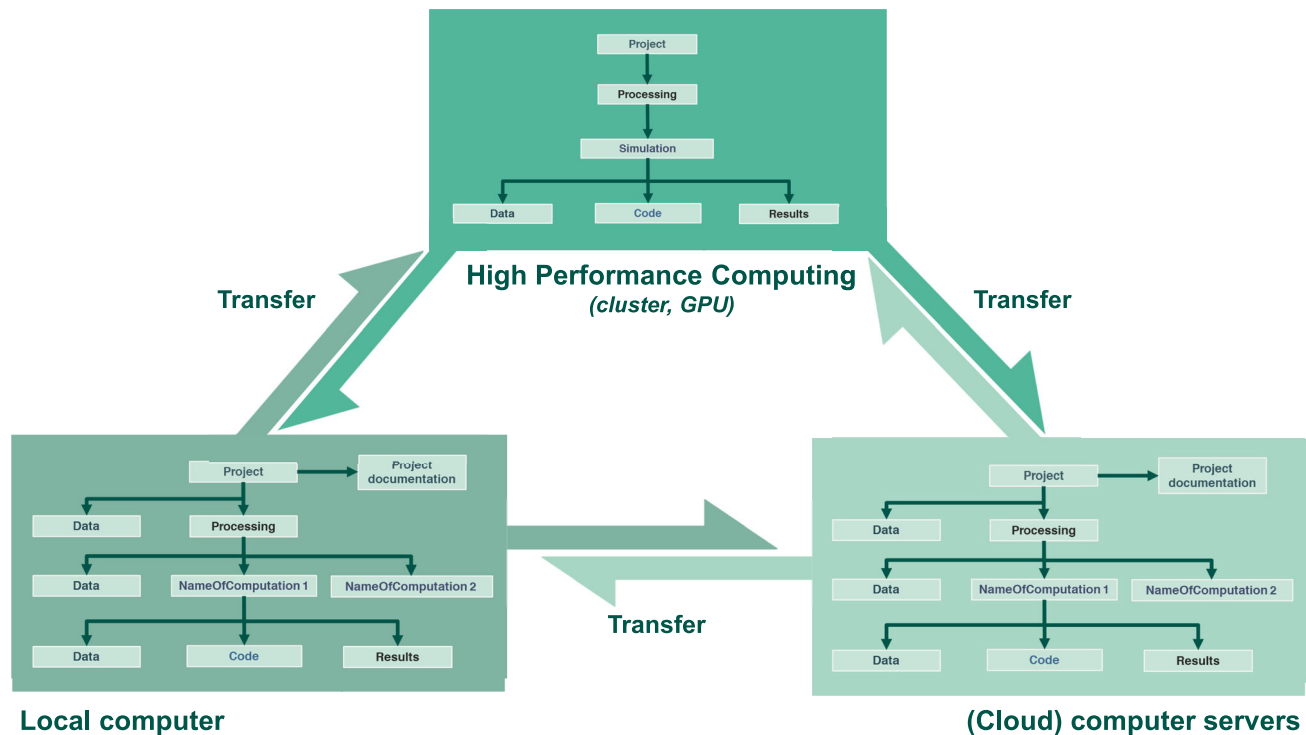 Project
Processing
Simulation
Data
Code
Results
High Performance Computing
(cluster, GPU)
Transfer
Transfer
Project
Project
documentation
Data
Processing
Data
NameOfComputation 1
NameOfComputation 2
Data
Code
Results
Local computer
Transfer
Project
Project
documentation
Data
Processing
Data
NameOfComputation 1
NameOfComputation 2
Data
Code
Results
(Cloud) computer servers